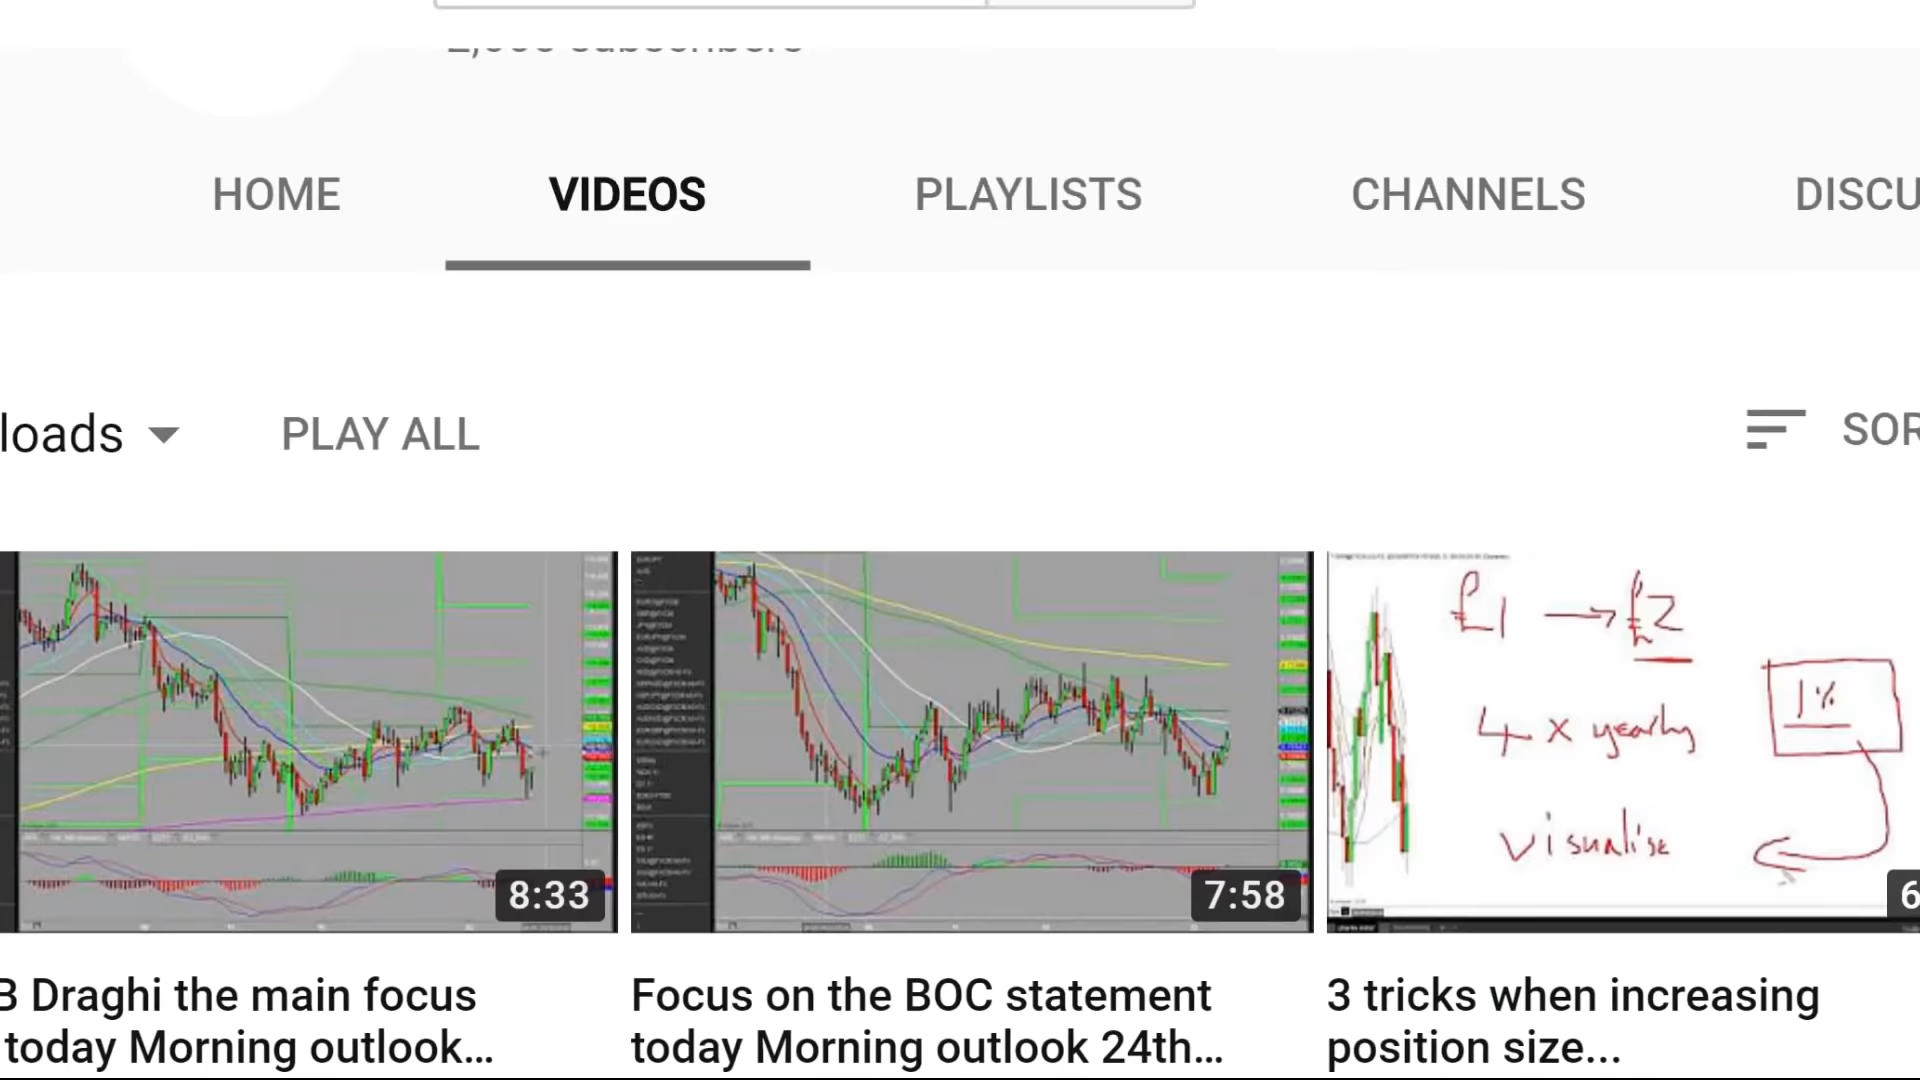 subscribers
HOME VIDEOS PLAYLISTS CHANNELS DISCU
loads PLAY ALL SOR
8:33
7:58
£1 → £2
4 x yearly
1%
visualise
6
B Draghi the main focus
today Morning outlook...
Focus on the BOC statement
today Morning outlook 24th...
3 tricks when increasing
position size...